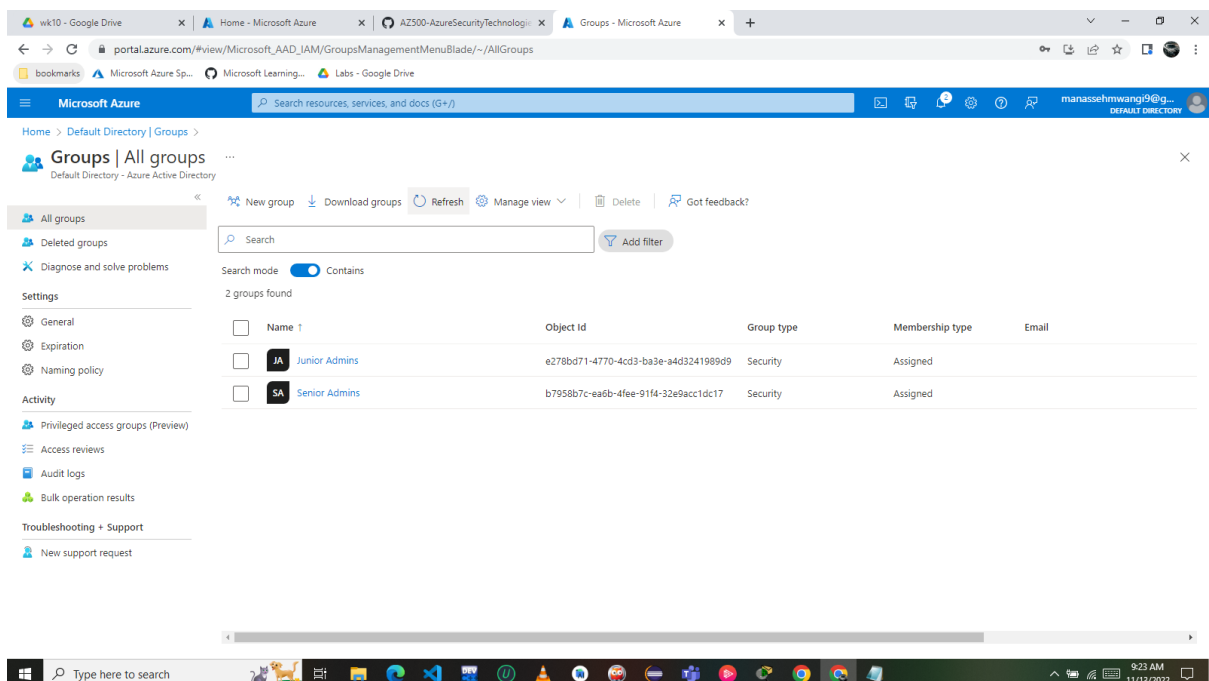 wk10 - Google Drive
Home - Microsoft Azure
AZ500-AzureSecurityTechnologie
Groups - Microsoft Azure
portal.azure.com/#view/Microsoft_AAD_IAM/GroupsManagementMenuBlade/~/AllGroups
bookmarks
Microsoft Azure Sp...
Microsoft Learning...
Labs - Google Drive
Microsoft Azure
Search resources, services, and docs (G+/)
2
manassehmwangi9@g...
DEFAULT DIRECTORY
Home > Default Directory | Groups >
Groups | All groups ...
Default Directory - Azure Active Directory
«
New group
Download groups
Refresh
Manage view
Delete
Got feedback?
All groups
Deleted groups
Diagnose and solve problems
Settings
General
Expiration
Naming policy
Activity
Privileged access groups (Preview)
Access reviews
Audit logs
Bulk operation results
Troubleshooting + Support
New support request
Search
Add filter
Search mode
Contains
2 groups found
Name ↑ Object Id Group type Membership type Email
JA Junior Admins e278bd71-4770-4cd3-ba3e-a4d3241989d9 Security Assigned
SA Senior Admins b7958b7c-ea6b-4fee-91f4-32e9acc1dc17 Security Assigned
Type here to search
DEV
9:23 AM
11/13/2022